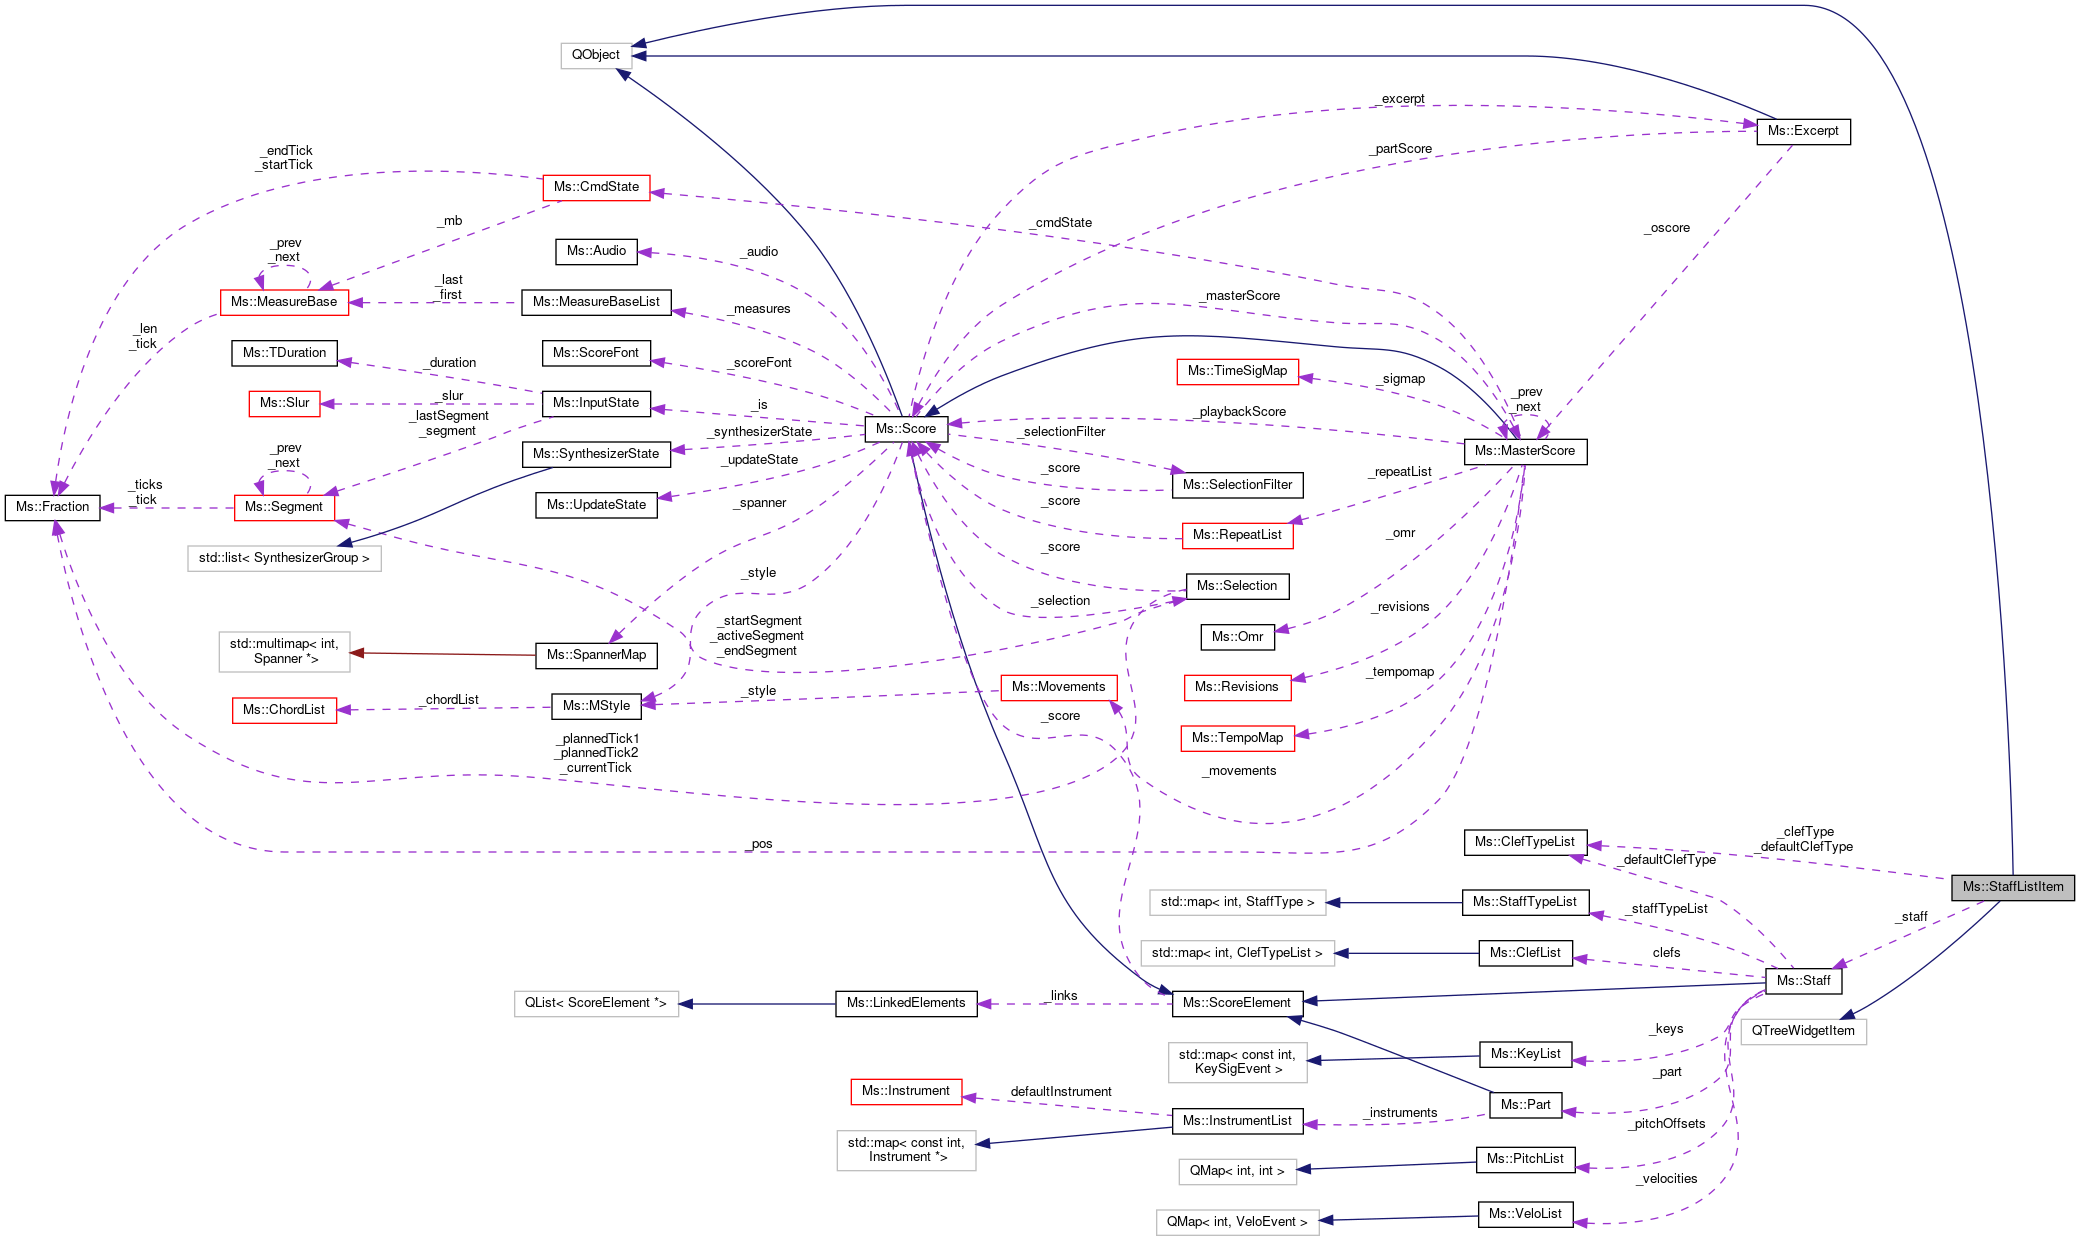 QObject
_excerpt
Ms::Excerpt
_partScore
_endTick
_startTick
Ms::CmdState
_mb
_cmdState
_oscore
_prev
_next
Ms::Audio
_audio
Ms::MeasureBase
_last
_first
Ms::MeasureBaseList
_measures
_masterScore
_len
_tick
Ms::TDuration
_duration
Ms::ScoreFont
_scoreFont
Ms::TimeSigMap
_sigmap
_prev
_next
Ms::Slur
_slur
Ms::InputState
_is
_lastSegment
_segment
_playbackScore
Ms::Score
_selectionFilter
_synthesizerState
Ms::MasterScore
_prev
_next
Ms::SynthesizerState
_updateState
_score
_repeatList
Ms::SelectionFilter
_ticks
_tick
Ms::Fraction
Ms::Segment
Ms::UpdateState
_spanner
_score
Ms::RepeatList
_omr
std::list< SynthesizerGroup >
_score
_style
Ms::Selection
_selection
_revisions
_startSegment
_activeSegment
_endSegment
Ms::Omr
std::multimap< int,
Spanner *>
Ms::SpannerMap
_tempomap
Ms::Movements
Ms::Revisions
_style
Ms::ChordList
_chordList
Ms::MStyle
_score
Ms::TempoMap
_plannedTick1
_plannedTick2
_currentTick
_movements
_pos
Ms::ClefTypeList
_clefType
_defaultClefType
_defaultClefType
Ms::StaffListItem
std::map< int, StaffType >
Ms::StaffTypeList
_staffTypeList
_staff
std::map< int, ClefTypeList >
Ms::ClefList
clefs
Ms::Staff
QList< ScoreElement *>
Ms::LinkedElements
_links
Ms::ScoreElement
_keys
QTreeWidgetItem
std::map< const int,
KeySigEvent >
Ms::KeyList
_part
Ms::Instrument
defaultInstrument
Ms::InstrumentList
_instruments
Ms::Part
_pitchOffsets
std::map< const int,
Instrument *>
QMap< int, int >
Ms::PitchList
_velocities
QMap< int, VeloEvent >
Ms::VeloList